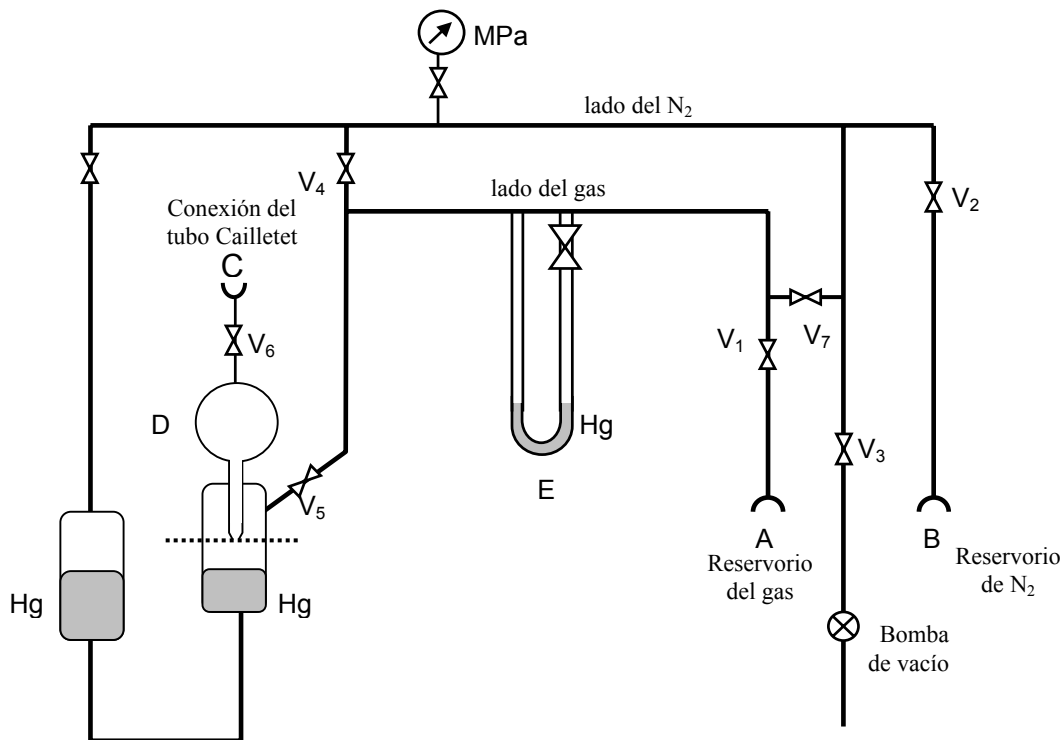 MPa
lado del N₂
V₄
lado del gas
V₂
Conexión del
tubo Cailletet
C
V₆
V₁
V₇
D
Hg
V₃
E
V₅
A
B
Reservorio
del gas
Reservorio
de N₂
Hg
Hg
Bomba
de vacío